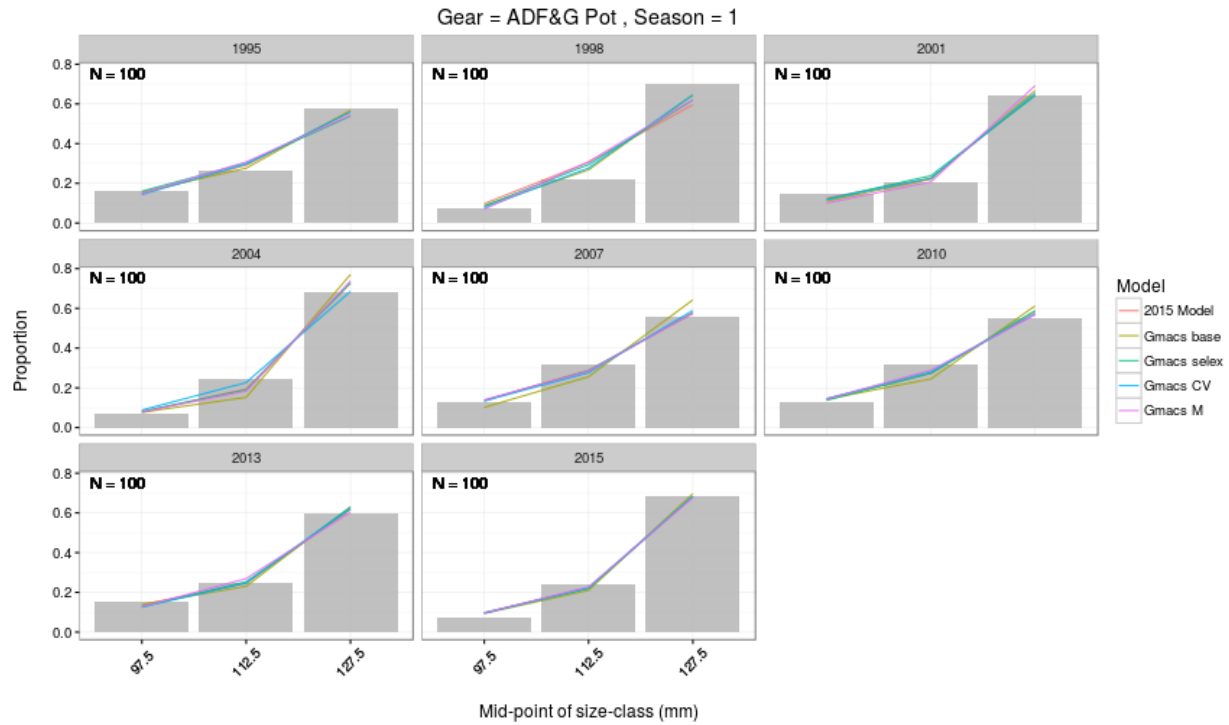 Gear = ADF&G Pot , Season = 1
1995
1998
2001
0.8
0.6
0.4
0.2
0.0
N = 100
N = 100
N = 100
2004
2007
2010
0.8
0.6
0.4
0.2
0.0
N = 100
N = 100
N = 100
2013
2015
0.8
0.6
0.4
0.2
0.0
N = 100
N = 100
97.5
112.5
127.5
97.5
112.5
127.5
Proportion
Mid-point of size-class (mm)
Model
2015 Model
Gmacs base
Gmacs selex
Gmacs CV
Gmacs M